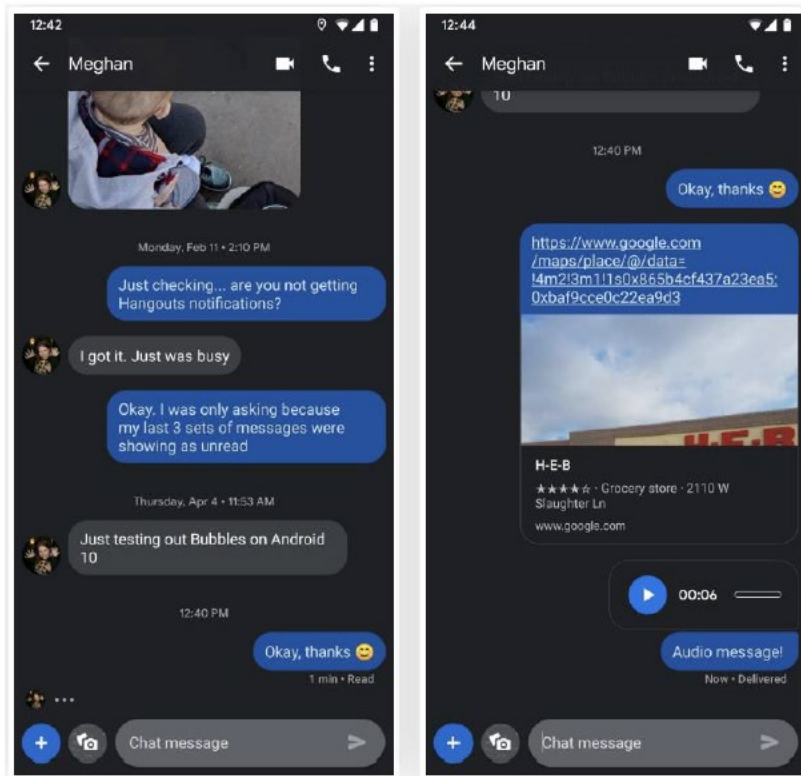 12:42
Meghan
Monday, Feb 11 • 2:10 PM
Just checking... are you not getting
Hangouts notifications?
I got it. Just was busy
Okay. I was only asking because
my last 3 sets of messages were
showing as unread
Thursday, Apr 4 • 11:53 AM
Just testing out Bubbles on Android
10
12:40 PM
Okay, thanks 😄
1 min • Read
Chat message
12:44
Meghan
10
12:40 PM
Okay, thanks 😄
https://www.google.com
/maps/place/@/data=
!4m2!3m1!1s0x865b4cf437a23ea5:
0xbaf9cce0c22ea9d3
H-E-B
H-E-B
★★★★☆ · Grocery store · 2110 W
Slaughter Ln
www.google.com
00:06
Audio message!
Now • Delivered
Chat message